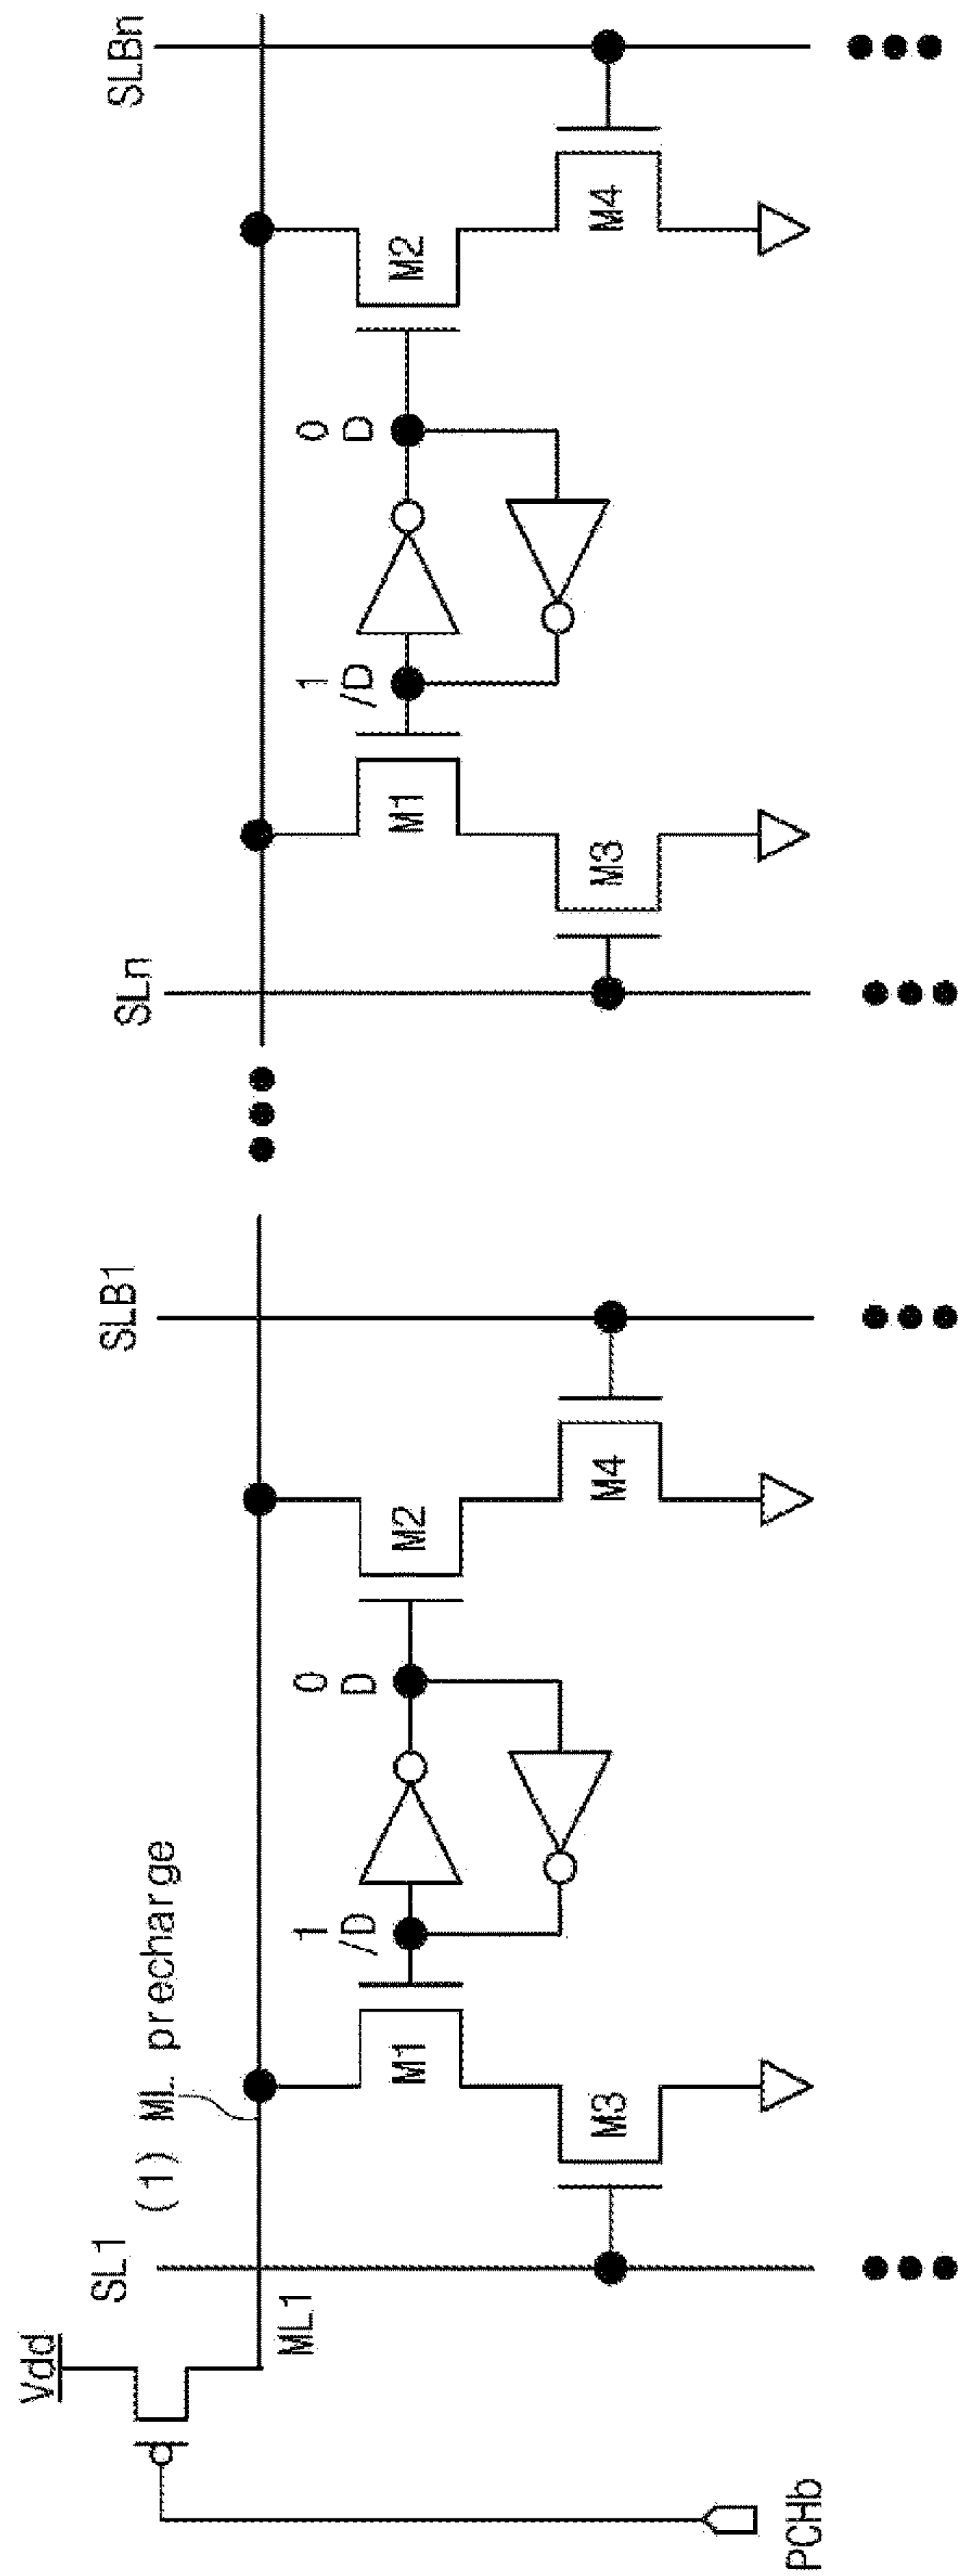 Vdd
PCHb
ML1
SL1
(1) ML precharge
SLB1
SLn
SLBn
1
/D
0
D
M1
M2
M3
M4
1
/D
0
D
M1
M2
M3
M4